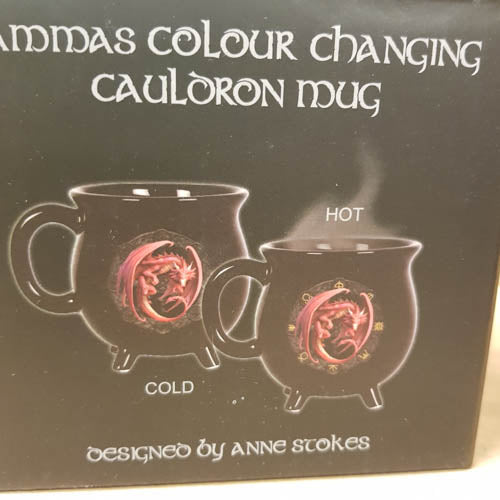 AMMAS COLOUR CHANGING
CAULDRON MUG
HOT
COLD
DESIGNED BY ANNE STOKES